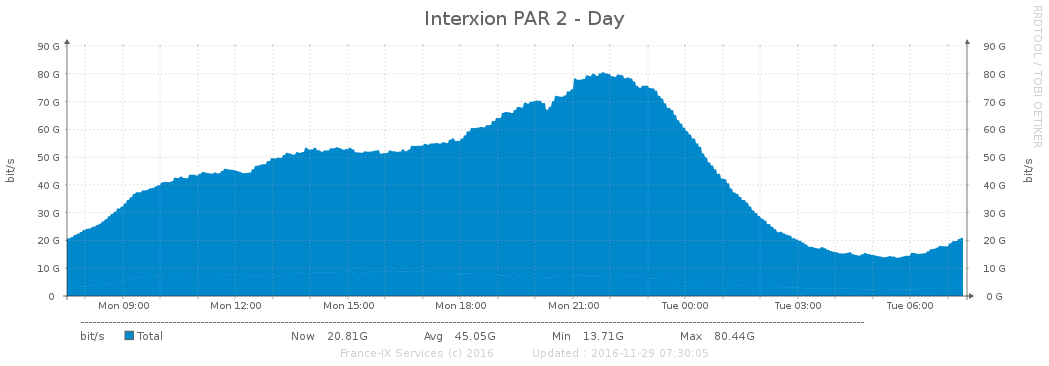 Interxion PAR 2 - Day
RRDTOOL / TOBI OETIKER
90 G 90 G
80 G 80 G
70 G 70 G
60 G 60 G
50 G 50 G
40 G 40 G
30 G 30 G
20 G 20 G
10 G 10 G
0 0 G
bit/s
bit/s
Mon 09:00 Mon 12:00 Mon 15:00 Mon 18:00 Mon 21:00 Tue 00:00 Tue 03:00 Tue 06:00
bit/s Total Now 20.81G Avg 45.05G Min 13.71G Max 80.44G
France-IX Services (c) 2016 Updated : 2016-11-29 07:30:05